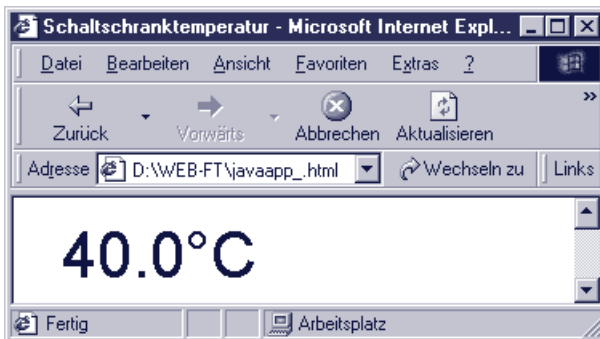 Schaltschranktemperatur - Microsoft Internet Expl...
Datei Bearbeiten Ansicht Favoriten Extras ?
Zurück Vorwärts Abbrechen Aktualisieren »
Adresse D:\WEB-FT\javaapp_.html Wechseln zu Links
40.0°C
Fertig Arbeitsplatz